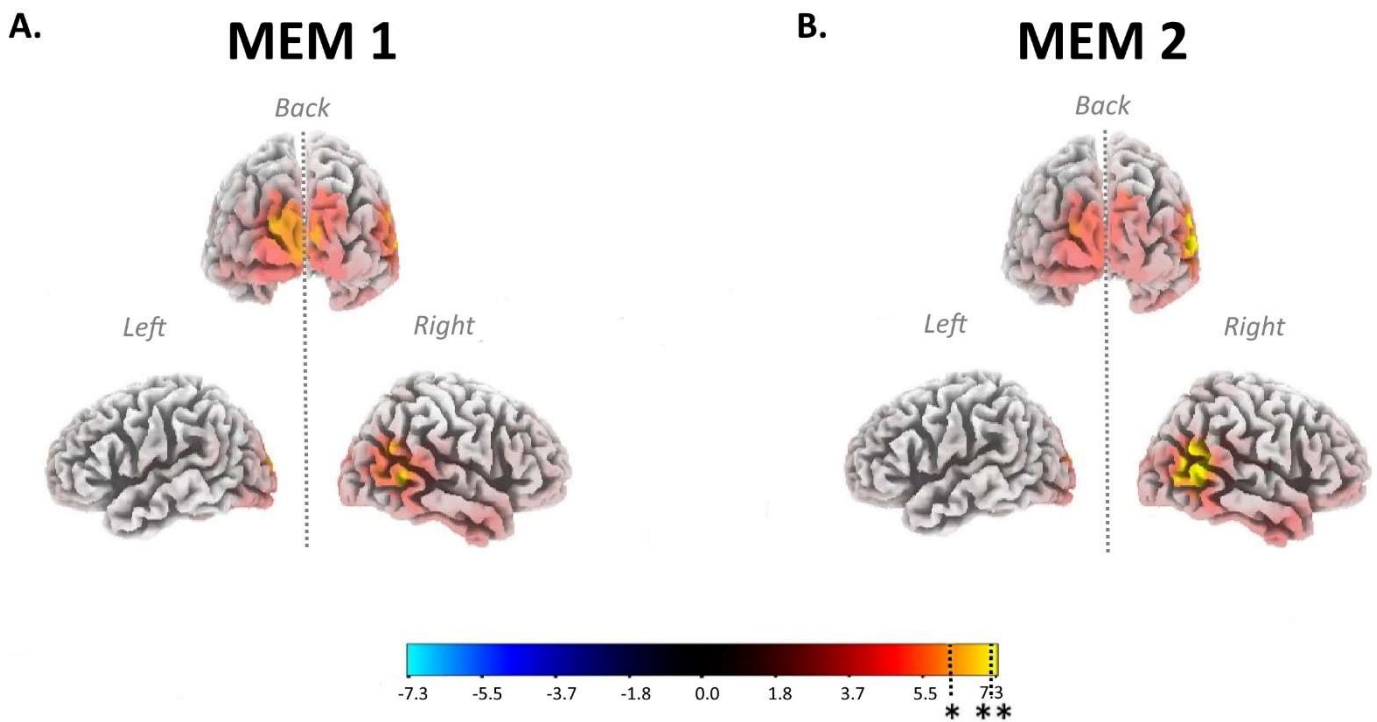 A.
MEM 1
Back
Left
Right
B.
MEM 2
Back
Left
Right
-7.3 -5.5 -3.7 -1.8 0.0 1.8 3.7 5.5 7.3
* **